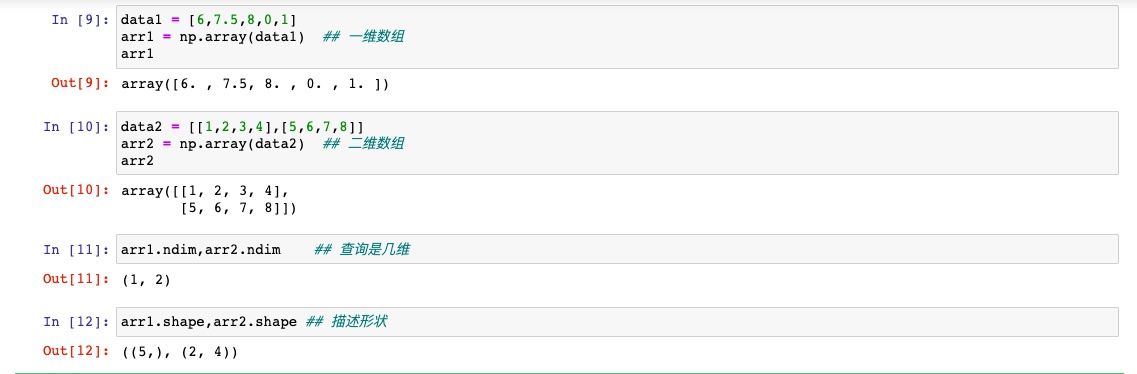 In [9]: data1 = [6,7.5,8,0,1]
arr1 = np.array(data1)  ## 一维数组
arr1
Out[9]: array([6. , 7.5, 8. , 0. , 1. ])
In [10]: data2 = [[1,2,3,4],[5,6,7,8]]
arr2 = np.array(data2)  ## 二维数组
arr2
Out[10]: array([[1, 2, 3, 4],
[5, 6, 7, 8]])
In [11]: arr1.ndim,arr2.ndim    ## 查询是几维
Out[11]: (1, 2)
In [12]: arr1.shape,arr2.shape ## 描述形状
Out[12]: ((5,), (2, 4))